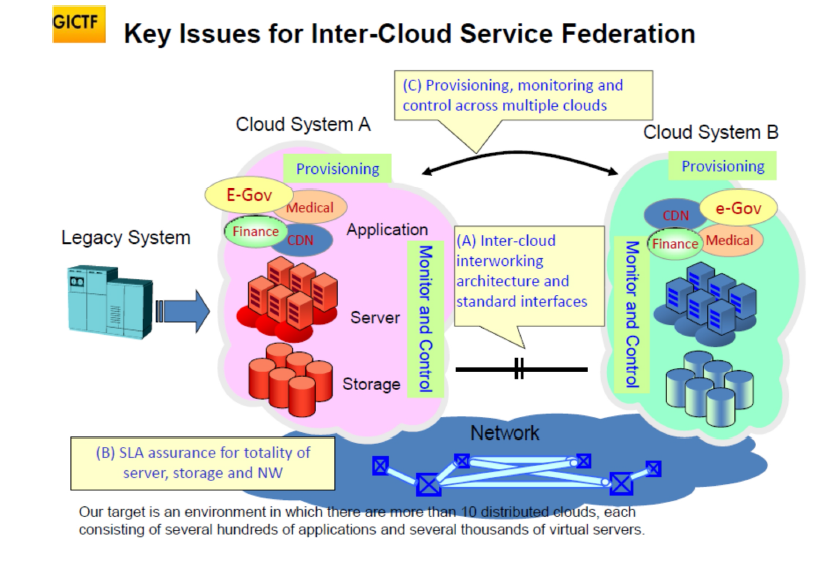 GICTF
Key Issues for Inter-Cloud Service Federation
(C) Provisioning, monitoring and
control across multiple clouds
Cloud System A
Cloud System B
Provisioning
Provisioning
E-Gov
Medical
Finance
CDN
Application
CDN
e-Gov
Finance
Medical
Legacy System
(A) Inter-cloud
interworking
architecture and
standard interfaces
Monitor and Control
Monitor and Control
Server
Storage
Network
(B) SLA assurance for totality of
server, storage and NW
Our target is an environment in which there are more than 10 distributed clouds, each
consisting of several hundreds of applications and several thousands of virtual servers.